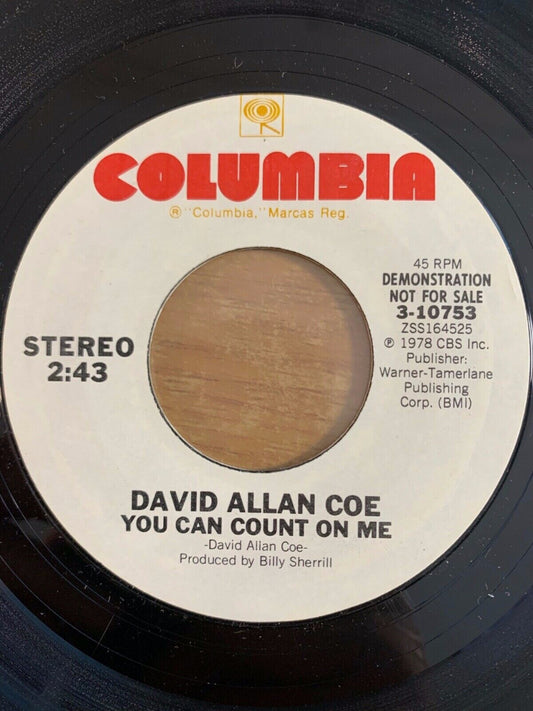 COLUMBIA
® "Columbia," Marcas Reg.
45 RPM
DEMONSTRATION
NOT FOR SALE
3-10753
ZSS164525
℗ 1978 CBS Inc.
Publisher:
Warner-Tamerlane
Publishing
Corp. (BMI)
STEREO
2:43
DAVID ALLAN COE
YOU CAN COUNT ON ME
-David Allan Coe-
Produced by Billy Sherrill